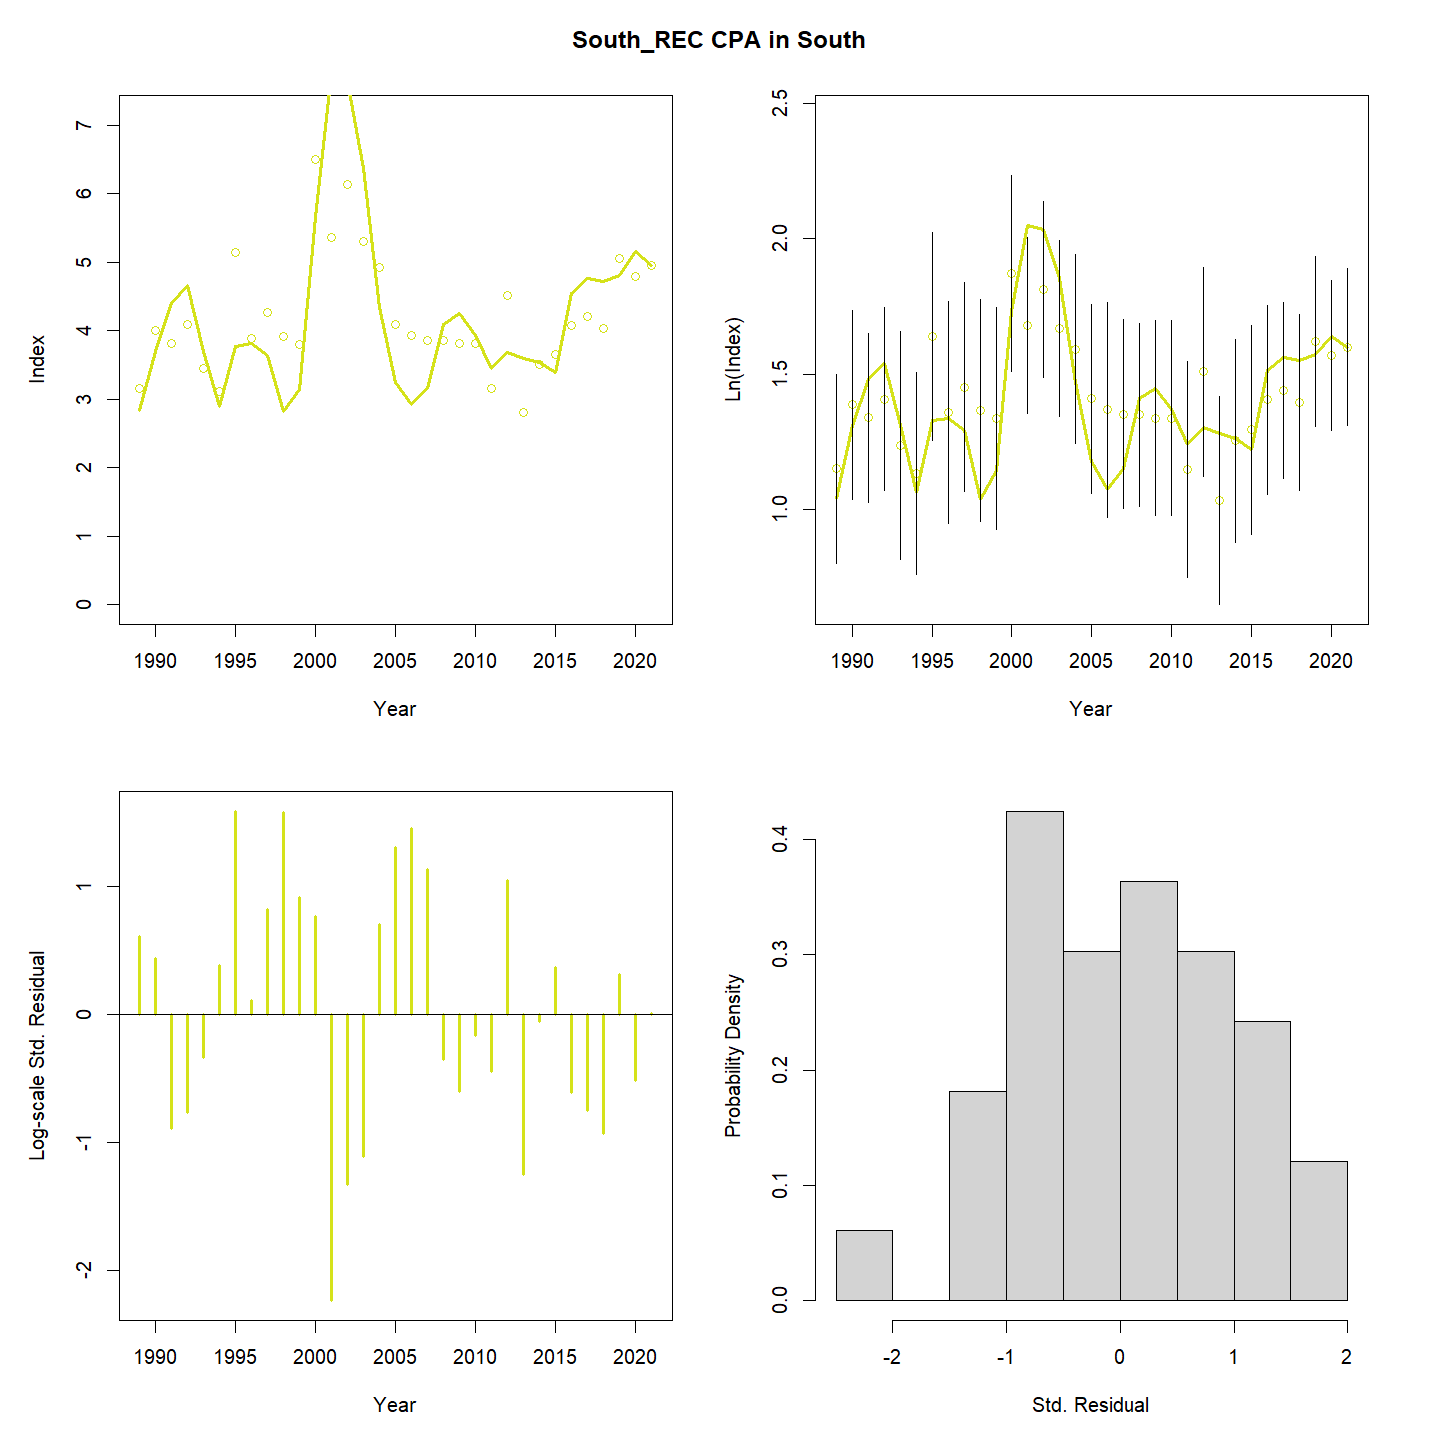 South_REC CPA in South
Index
7
6
5
4
3
2
1
0
1990 1995 2000 2005 2010 2015 2020
Year
Ln(Index)
2.5
2.0
1.5
1.0
1990 1995 2000 2005 2010 2015 2020
Year
Log-scale Std. Residual
1
0
-1
-2
1990 1995 2000 2005 2010 2015 2020
Year
Probability Density
0.4
0.3
0.2
0.1
0.0
-2 -1 0 1 2
Std. Residual